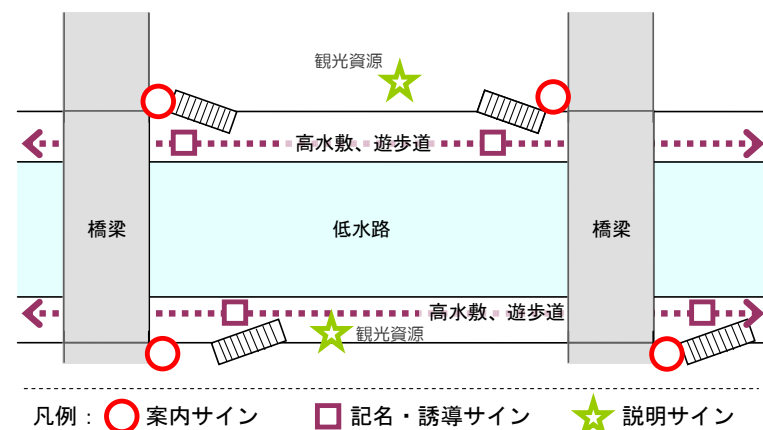 観光資源
高水敷、遊歩道
橋梁
低水路
橋梁
高水敷、遊歩道
観光資源
凡例：
案内サイン
記名・誘導サイン
説明サイン